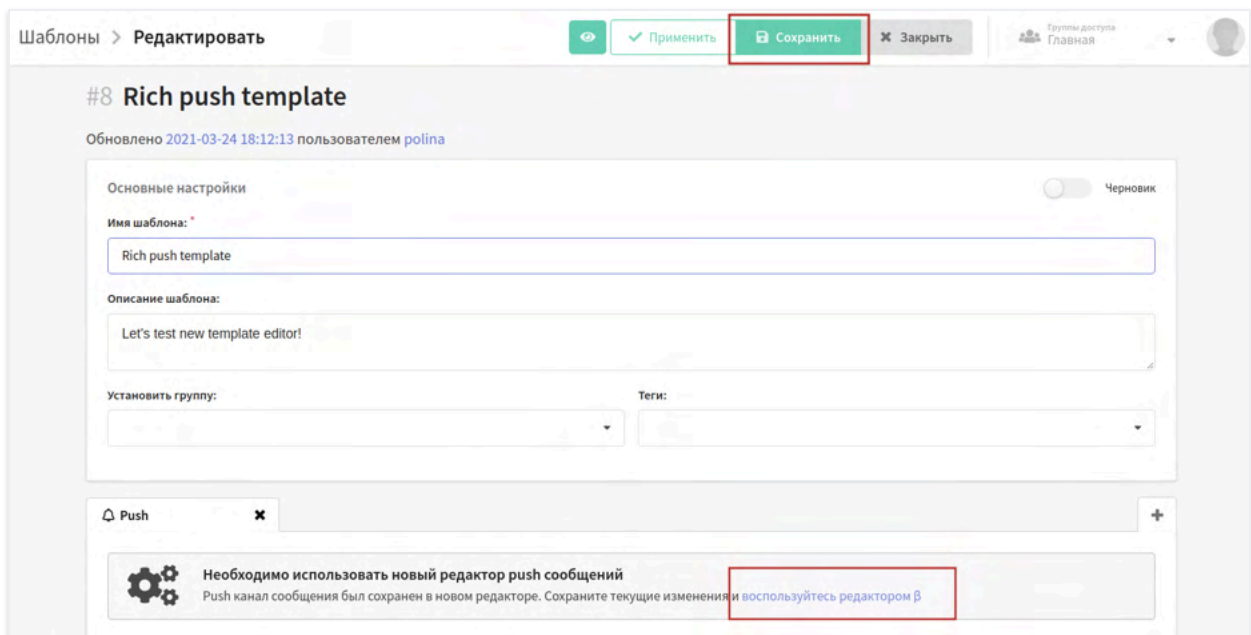 Шаблоны > Редактировать
Применить
Сохранить
Закрыть
Группы доступа
Главная
#8 Rich push template
Обновлено 2021-03-24 18:12:13 пользователем polina
Основные настройки
Черновик
Имя шаблона: *
Rich push template
Описание шаблона:
Let's test new template editor!
Установить группу:
Теги:
Push
Необходимо использовать новый редактор push сообщений
Push канал сообщения был сохранен в новом редакторе. Сохраните текущие изменения и воспользуйтесь редактором β